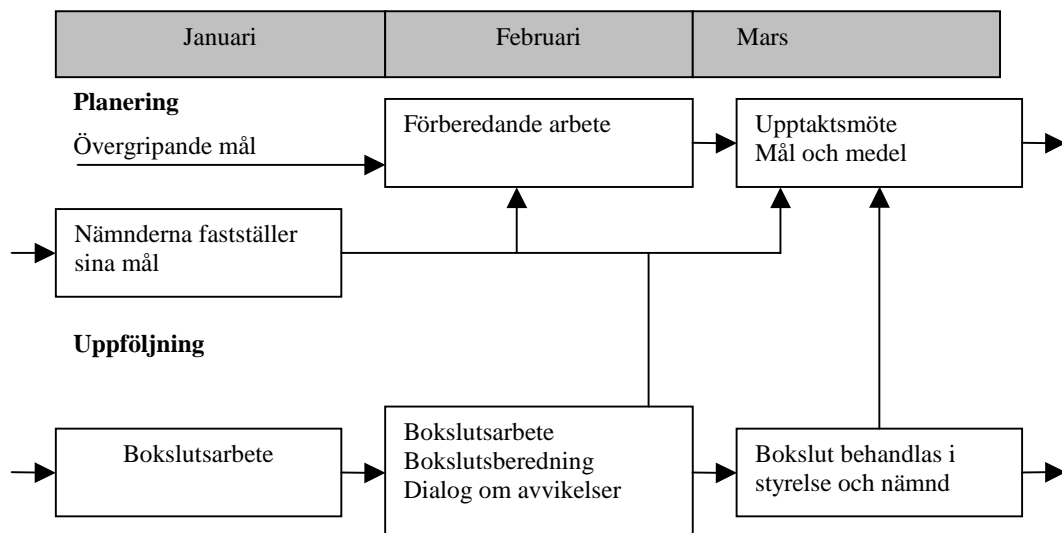 Januari
Februari
Mars
Planering
Övergripande mål
Förberedande arbete
Upptaktsmöte
Mål och medel
Nämnderna fastställer
sina mål
Uppföljning
Bokslutsarbete
Bokslutsarbete
Bokslutsberedning
Dialog om avvikelser
Bokslut behandlas i
styrelse och nämnd